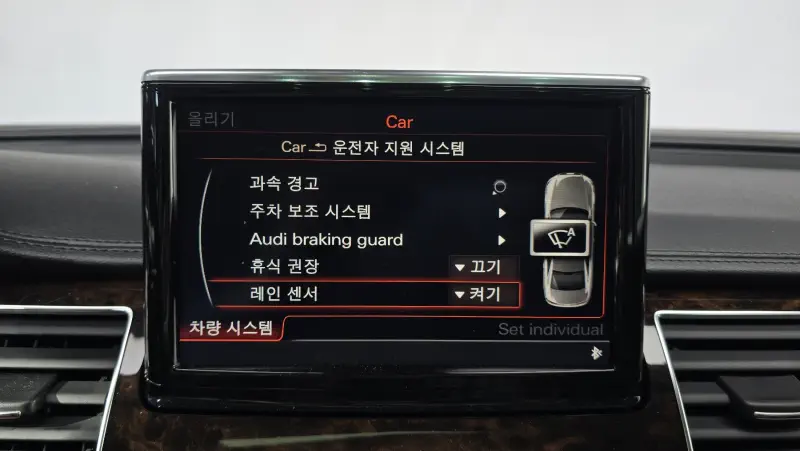 올리기
Car
Car 운전자 지원 시스템
과속 경고
주차 보조 시스템
Audi braking guard
휴식 권장 끄기
레인 센서 켜기
A
차량 시스템
Set individual